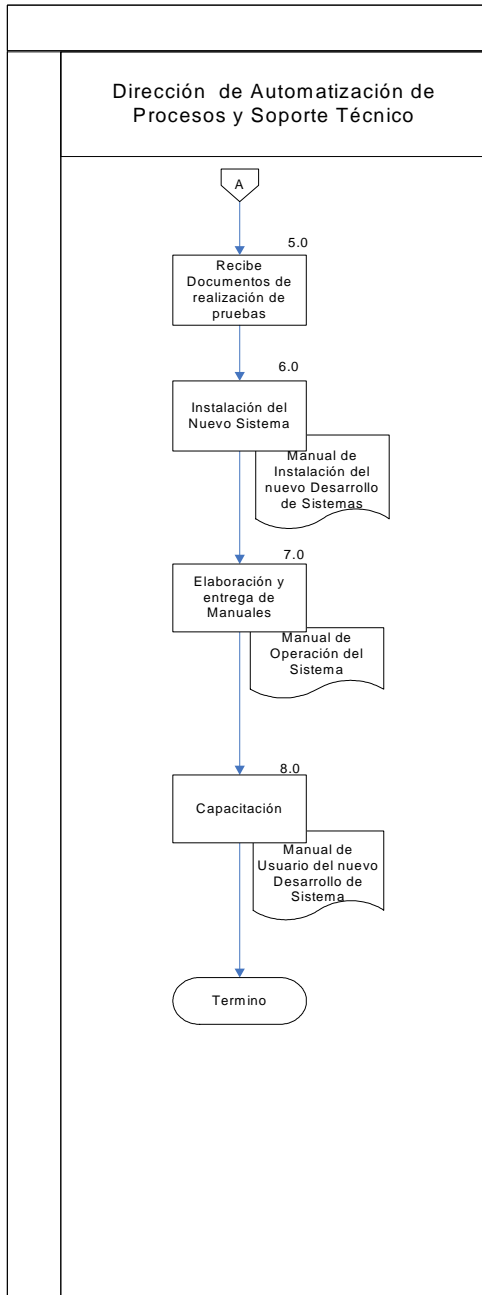 Dirección de Automatización de
Procesos y Soporte Técnico
A
5.0
Recibe
Documentos de
realización de
pruebas
6.0
Instalación del
Nuevo Sistema
Manual de
Instalación del
nuevo Desarrollo
de Sistemas
7.0
Elaboración y
entrega de
Manuales
Manual de
Operación del
Sistema
8.0
Capacitación
Manual de
Usuario del nuevo
Desarrollo de
Sistema
Termino